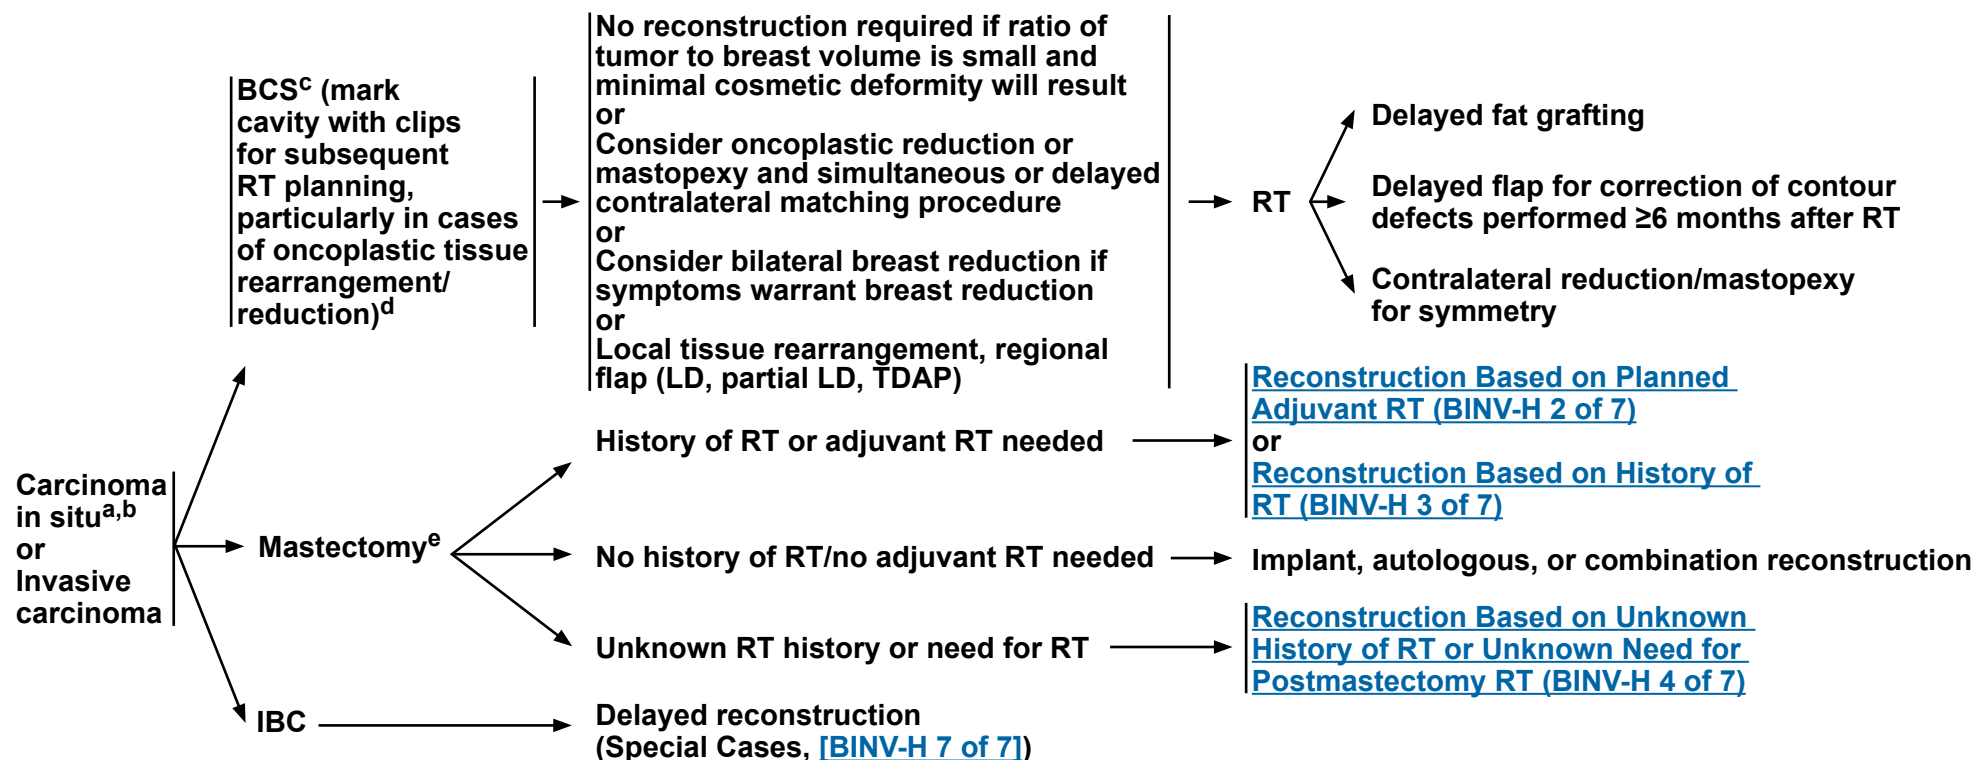 BCSc (mark
cavity with clips
for subsequent
RT planning,
particularly in cases
of oncoplastic tissue
rearrangement/
reduction)d
No reconstruction required if ratio of
tumor to breast volume is small and
minimal cosmetic deformity will result
or
Consider oncoplastic reduction or
mastopexy and simultaneous or delayed
contralateral matching procedure
or
Consider bilateral breast reduction if
symptoms warrant breast reduction
or
Local tissue rearrangement, regional
flap (LD, partial LD, TDAP)
RT
Delayed fat grafting
Delayed flap for correction of contour
defects performed ≥6 months after RT
Contralateral reduction/mastopexy
for symmetry
Carcinoma
in situa,b
or
Invasive
carcinoma
Mastectomye
History of RT or adjuvant RT needed
Reconstruction Based on Planned
Adjuvant RT (BINV-H 2 of 7)
or
Reconstruction Based on History of
RT (BINV-H 3 of 7)
No history of RT/no adjuvant RT needed
Implant, autologous, or combination reconstruction
Unknown RT history or need for RT
Reconstruction Based on Unknown
History of RT or Unknown Need for
Postmastectomy RT (BINV-H 4 of 7)
IBC
Delayed reconstruction
(Special Cases, [BINV-H 7 of 7])